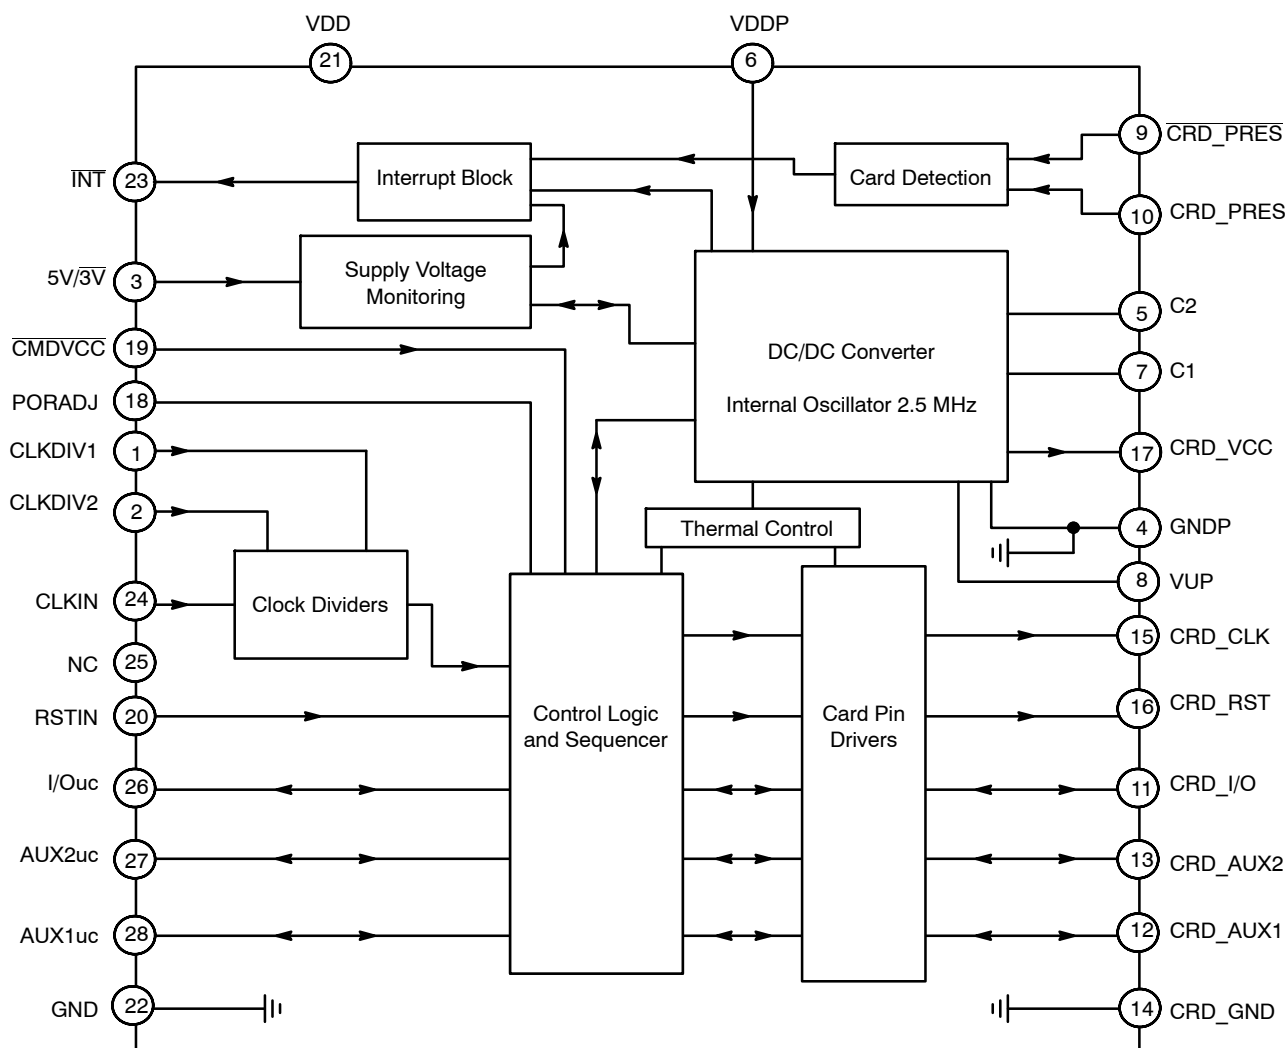 VDD
VDDP
21
6
9
C̅R̅D̅_̅P̅R̅E̅S̅
I̅N̅T̅
23
Interrupt Block
Card Detection
10
CRD_PRES
5V/3̅V̅
3
Supply Voltage
Monitoring
5
C2
C̅M̅D̅V̅C̅C̅
19
DC/DC Converter
7
C1
PORADJ
18
Internal Oscillator 2.5 MHz
CLKDIV1
1
17
CRD_VCC
CLKDIV2
2
Thermal Control
4
GNDP
8
VUP
CLKIN
24
Clock Dividers
15
CRD_CLK
NC
25
RSTIN
20
Control Logic
and Sequencer
Card Pin
Drivers
16
CRD_RST
I/Ouc
26
11
CRD_I/O
AUX2uc
27
13
CRD_AUX2
AUX1uc
28
12
CRD_AUX1
GND
22
14
CRD_GND